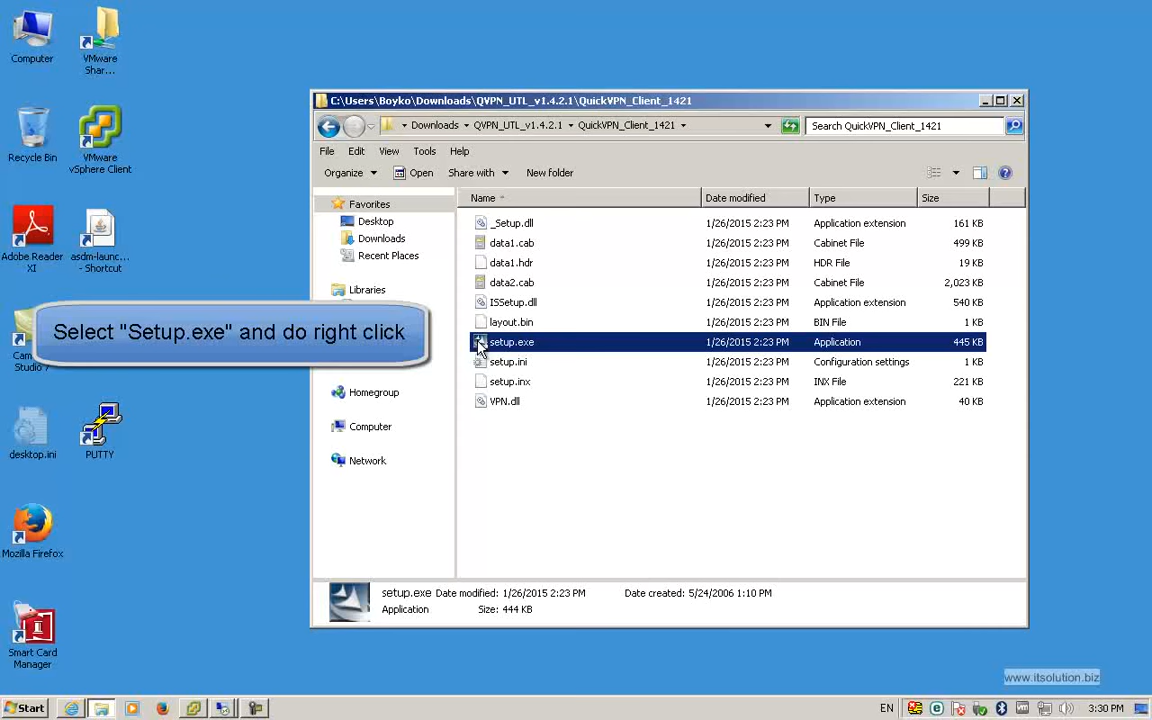 Computer
VMware
Shar...
Recycle Bin
VMware
vSphere Client
Adobe Reader
XI
asdm-launc...
- Shortcut
Cam
Studio 7
desktop.ini
PUTTY
Mozilla Firefox
Smart Card
Manager
Select "Setup.exe" and do right click
C:\Users\Boyko\Downloads\QVPN_UTL_v1.4.2.1\QuickVPN_Client_1421
Downloads QVPN_UTL_v1.4.2.1 QuickVPN_Client_1421
Search QuickVPN_Client_1421
File Edit View Tools Help
Organize Open Share with New folder
Favorites
Desktop
Downloads
Recent Places
Libraries
Homegroup
Computer
Network
Name Date modified Type Size
_Setup.dll 1/26/2015 2:23 PM Application extension 161 KB
data1.cab 1/26/2015 2:23 PM Cabinet File 499 KB
data1.hdr 1/26/2015 2:23 PM HDR File 19 KB
data2.cab 1/26/2015 2:23 PM Cabinet File 2,023 KB
ISSetup.dll 1/26/2015 2:23 PM Application extension 540 KB
layout.bin 1/26/2015 2:23 PM BIN File 1 KB
setup.exe 1/26/2015 2:23 PM Application 445 KB
setup.ini 1/26/2015 2:23 PM Configuration settings 1 KB
setup.inx 1/26/2015 2:23 PM INX File 221 KB
VPN.dll 1/26/2015 2:23 PM Application extension 40 KB
setup.exe Date modified: 1/26/2015 2:23 PM Date created: 5/24/2006 1:10 PM
Application Size: 444 KB
www.itsolution.biz
Start EN 3:30 PM